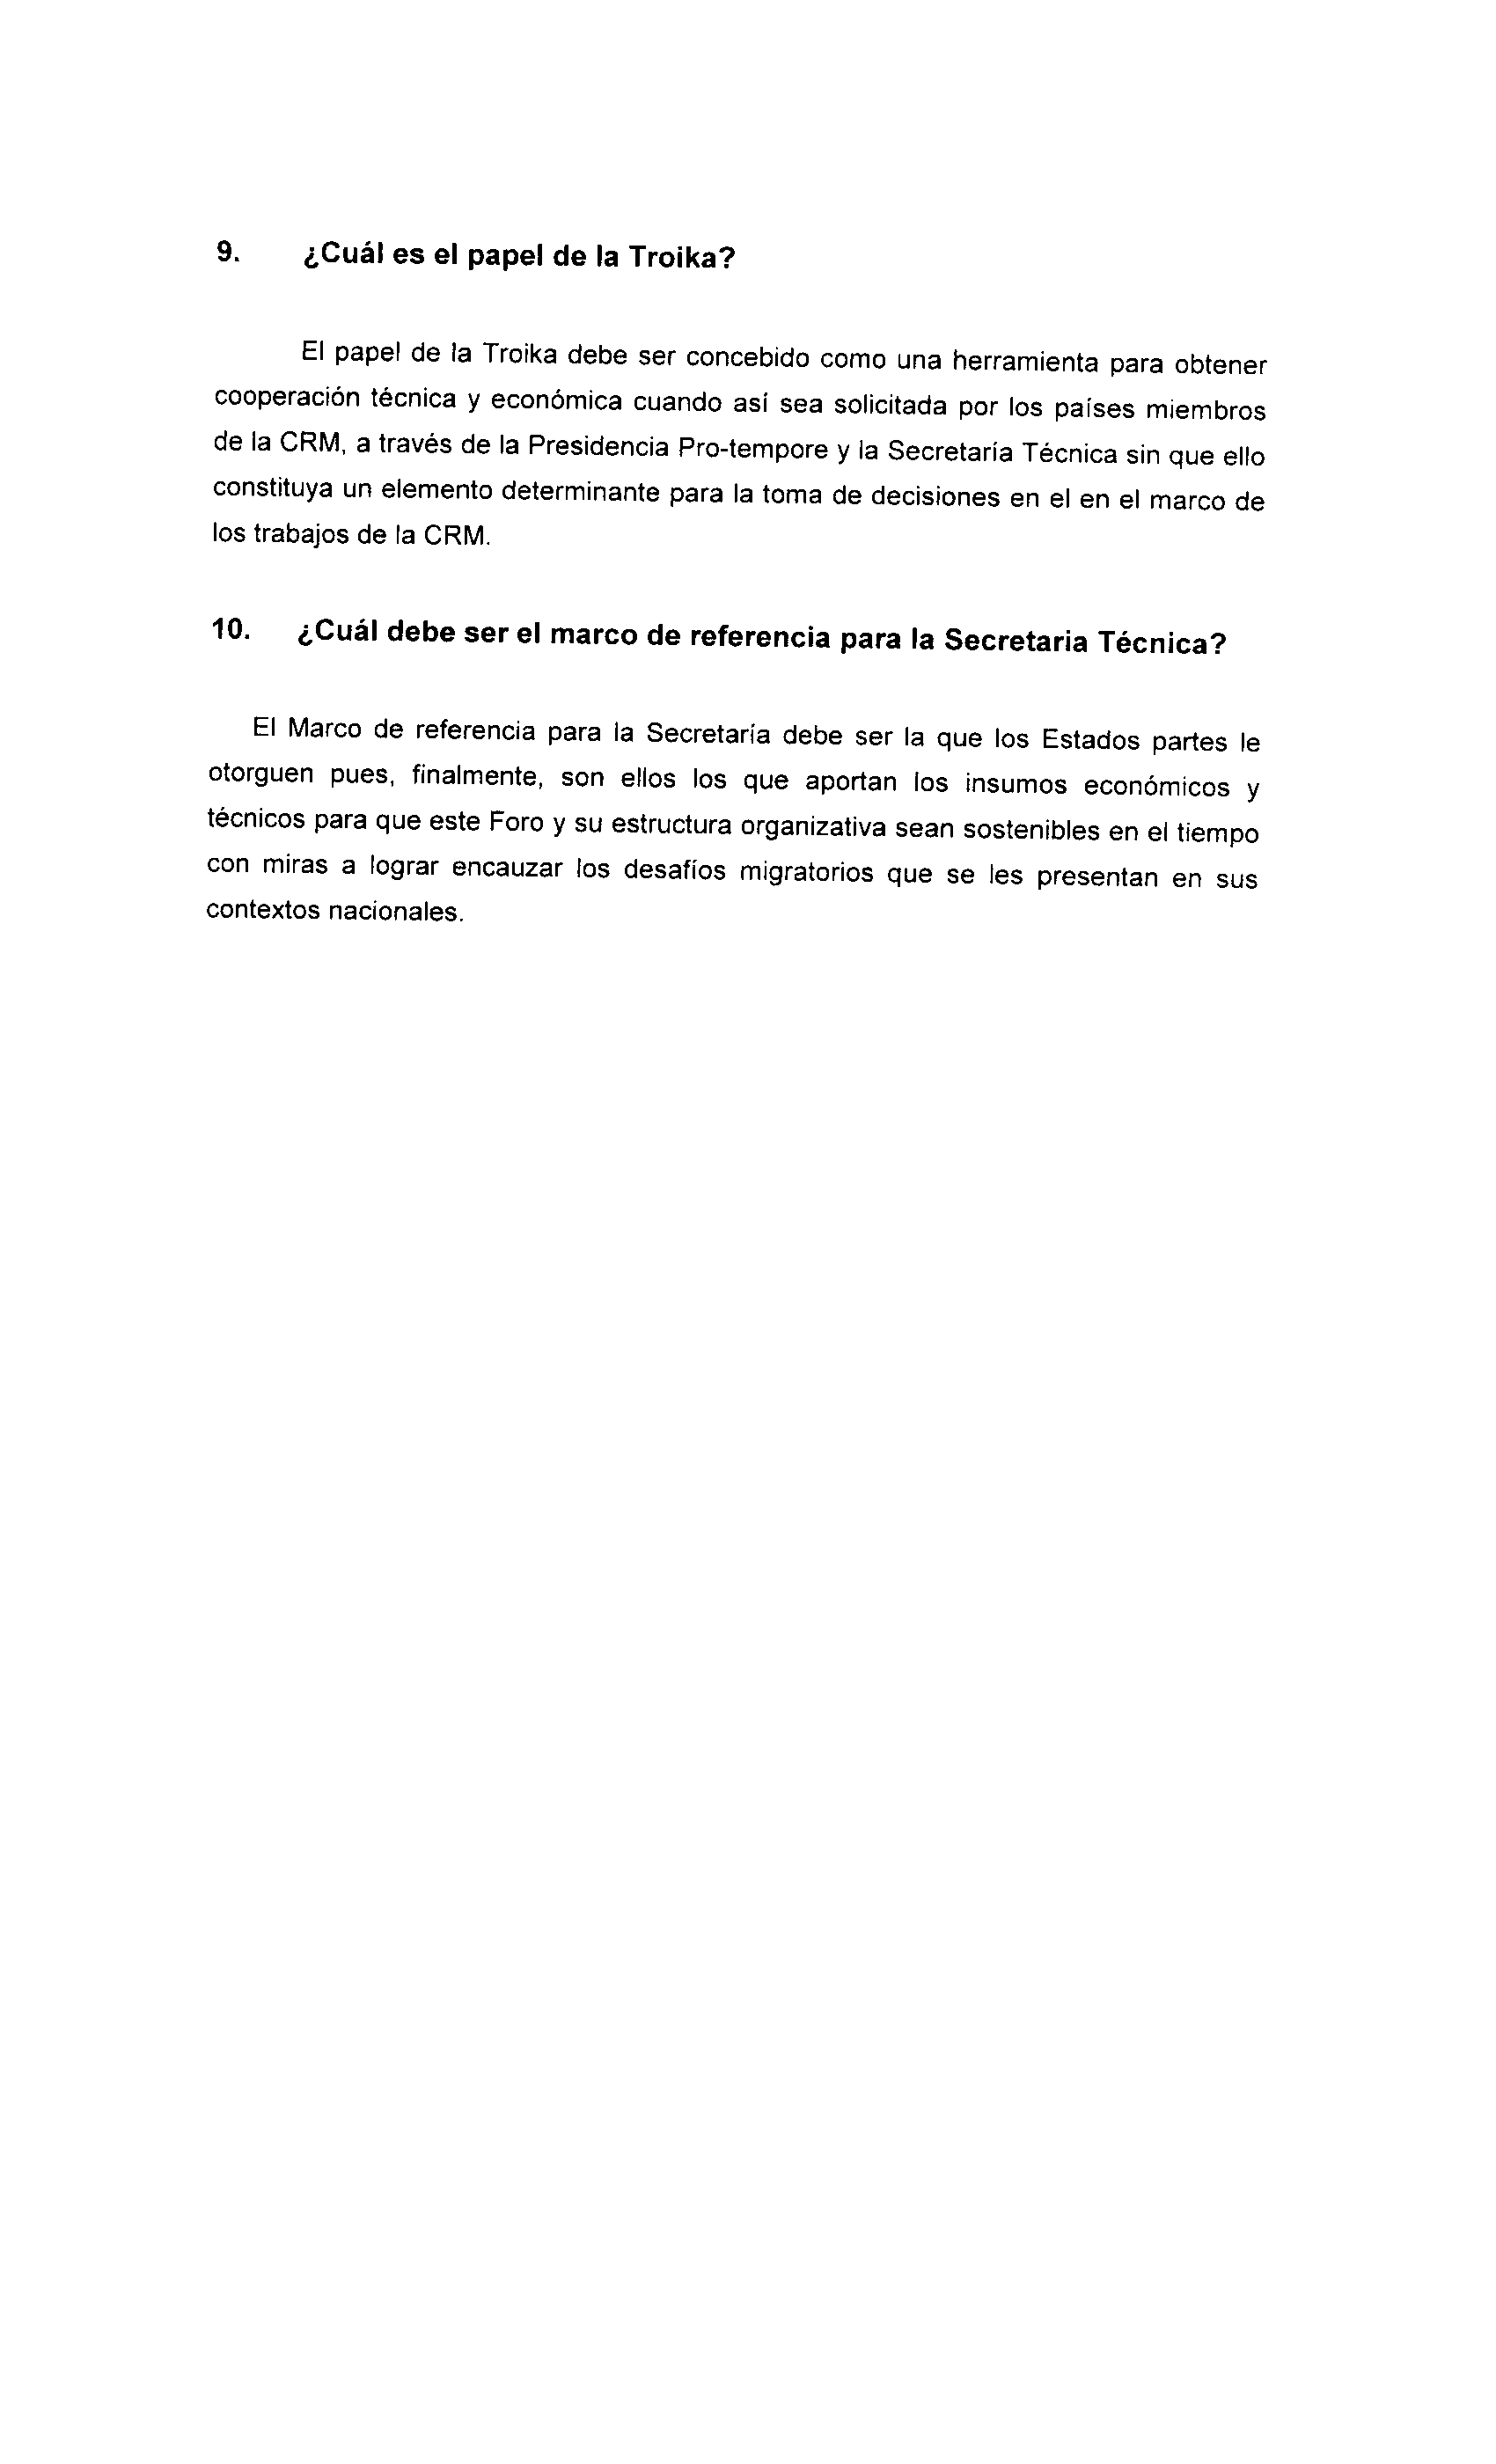 9. ¿Cuál es el papel de la Troika?
El papel de la Troika debe ser concebido como una herramienta para obtener
cooperación técnica y económica cuando así sea solicitada por los países miembros
de la CRM, a través de la Presidencia Pro-tempore y la Secretaría Técnica sin que ello
constituya un elemento determinante para la toma de decisiones en el en el marco de
los trabajos de la CRM.
10. ¿Cuál debe ser el marco de referencia para la Secretaria Técnica?
El Marco de referencia para la Secretaría debe ser la que los Estados partes le
otorguen pues, finalmente, son ellos los que aportan los insumos económicos y
técnicos para que este Foro y su estructura organizativa sean sostenibles en el tiempo
con miras a lograr encauzar los desafíos migratorios que se les presentan en sus
contextos nacionales.